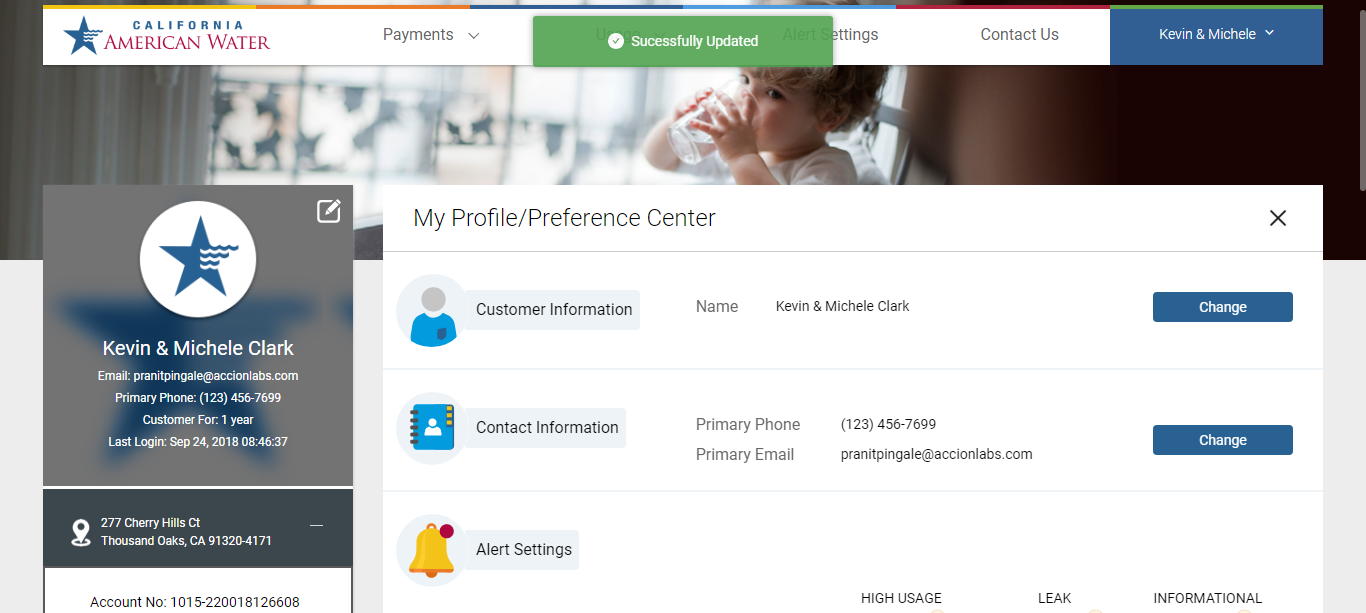 CALIFORNIA
AMERICAN WATER
Payments
Sucessfully Updated
Alert Settings
Contact Us
Kevin & Michele
Kevin & Michele Clark
Email: pranitpingale@accionlabs.com
Primary Phone: (123) 456-7699
Customer For: 1 year
Last Login: Sep 24, 2018 08:46:37
277 Cherry Hills Ct
Thousand Oaks, CA 91320-4171
Account No: 1015-220018126608
My Profile/Preference Center
Customer Information
Name
Kevin & Michele Clark
Change
Contact Information
Primary Phone
(123) 456-7699
Primary Email
pranitpingale@accionlabs.com
Change
Alert Settings
HIGH USAGE
LEAK
INFORMATIONAL